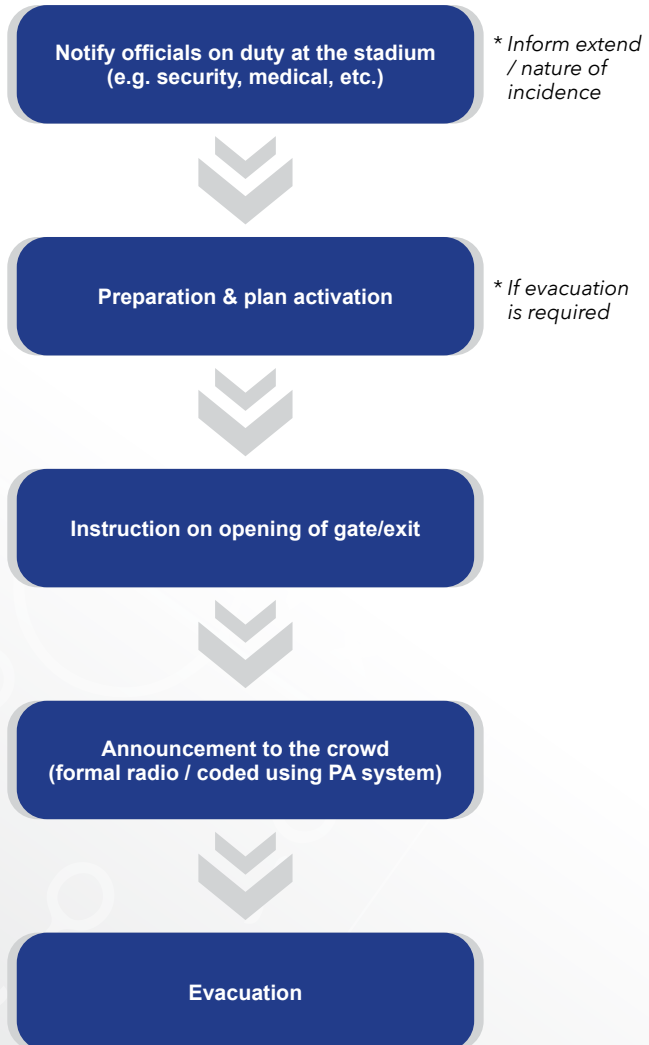 Notify officials on duty at the stadium
(e.g. security, medical, etc.)
* Inform extend
/ nature of
incidence
Preparation & plan activation
* If evacuation
is required
Instruction on opening of gate/exit
Announcement to the crowd
(formal radio / coded using PA system)
Evacuation